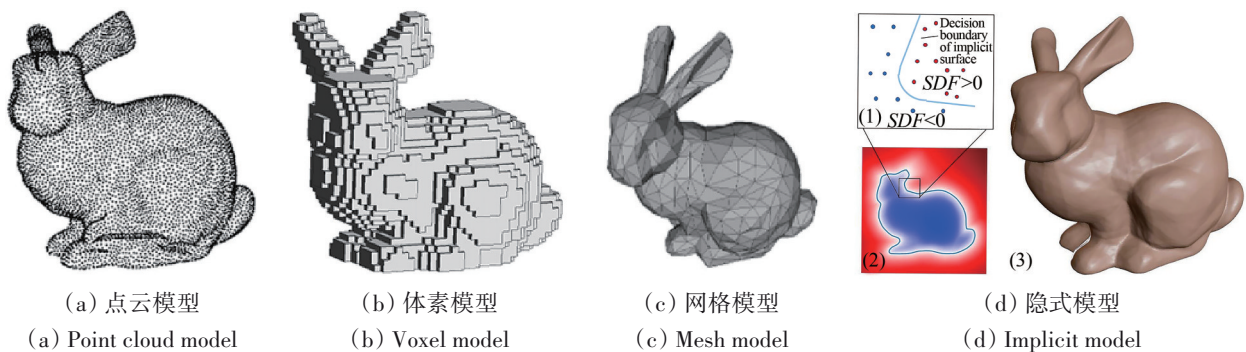 Decision
boundary
of implicit
surface
SDF>0
(1)
SDF<0
(2)
(3)
(a) 点云模型
(b) 体素模型
(c) 网格模型
(d) 隐式模型
(a) Point cloud model
(b) Voxel model
(c) Mesh model
(d) Implicit model